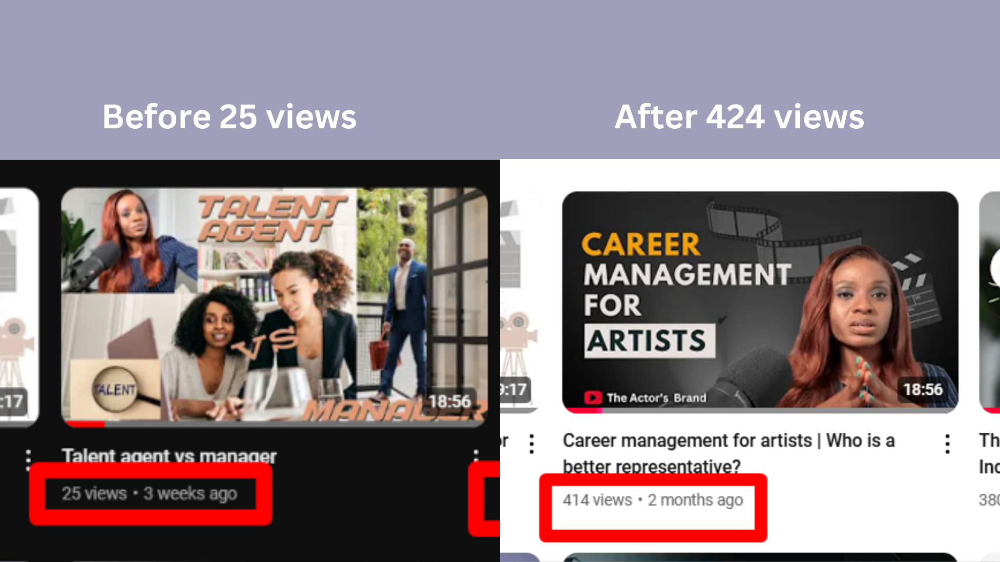 Before 25 views
After 424 views
TALENT
AGENT
VS
TALENT
MANAGER
18:56
:17
Talent agent vs manager
25 views • 3 weeks ago
CAREER
MANAGEMENT
FOR
ARTISTS
The Actor's Brand
18:56
9:17
or
Career management for artists | Who is a
better representative?
414 views • 2 months ago
Th
Inc
380